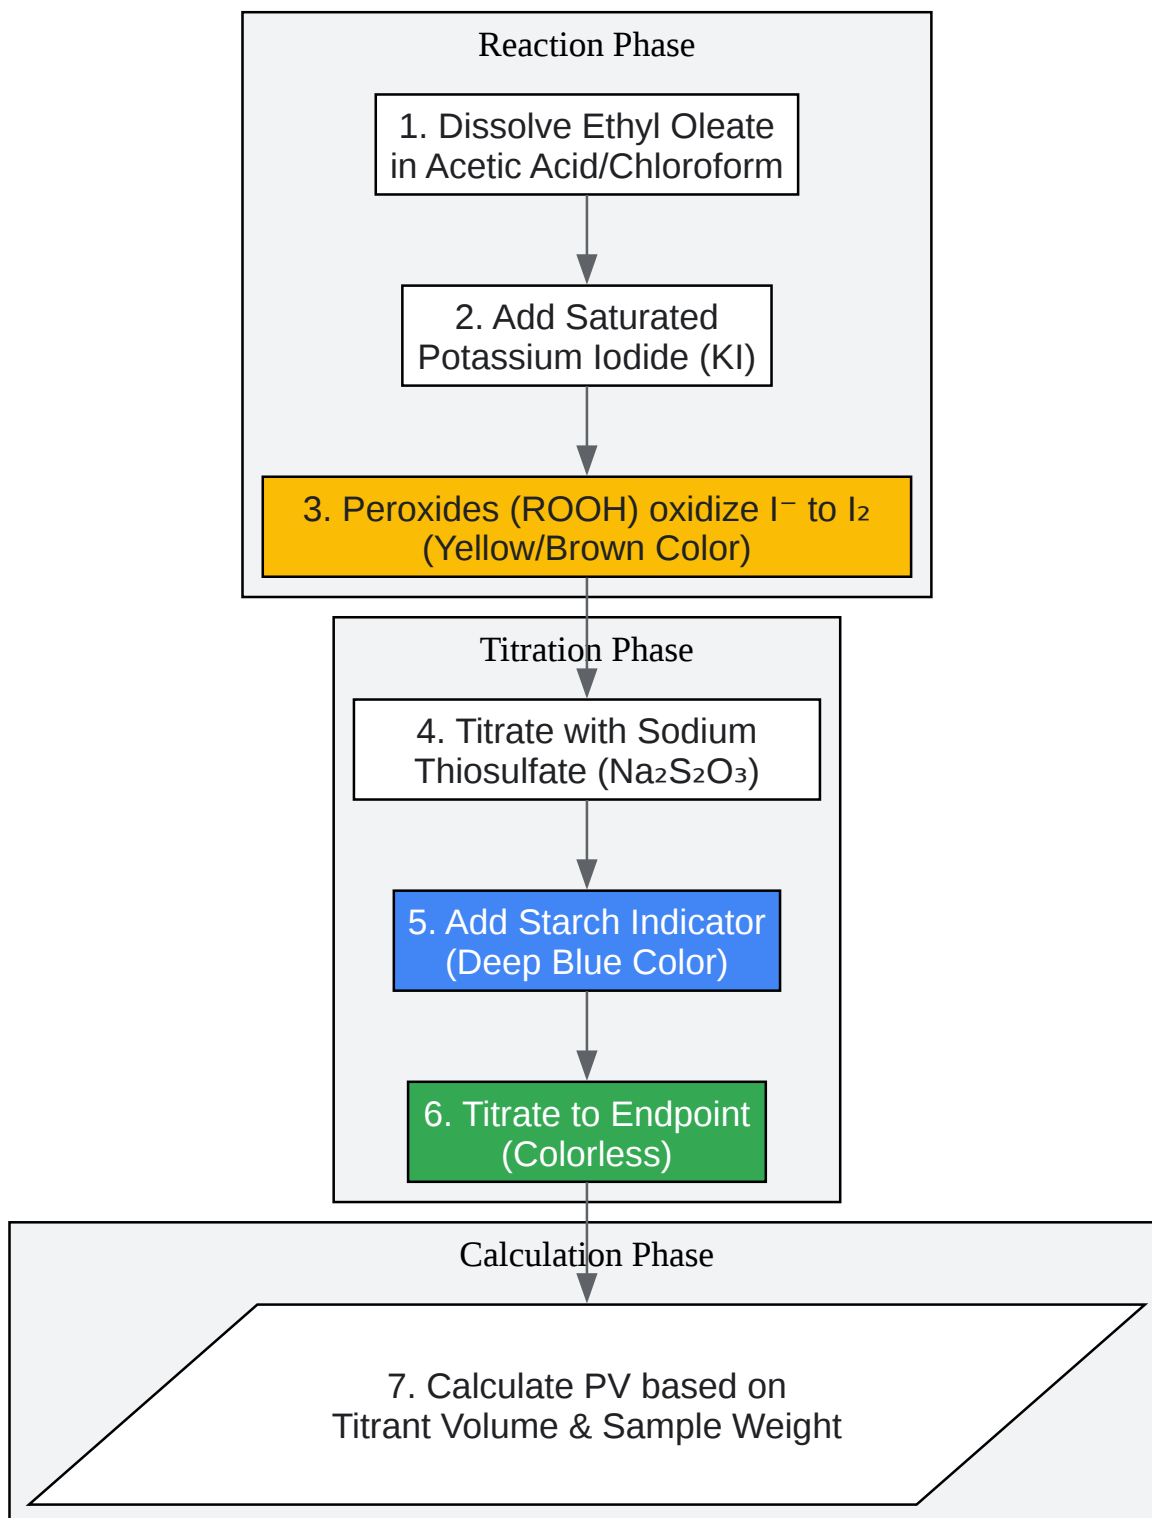 Reaction Phase
1. Dissolve Ethyl Oleate
in Acetic Acid/Chloroform
2. Add Saturated
Potassium Iodide (KI)
3. Peroxides (ROOH) oxidize I⁻ to I₂
(Yellow/Brown Color)
Titration Phase
4. Titrate with Sodium
Thiosulfate (Na₂S₂O₃)
5. Add Starch Indicator
(Deep Blue Color)
6. Titrate to Endpoint
(Colorless)
Calculation Phase
7. Calculate PV based on
Titrant Volume & Sample Weight